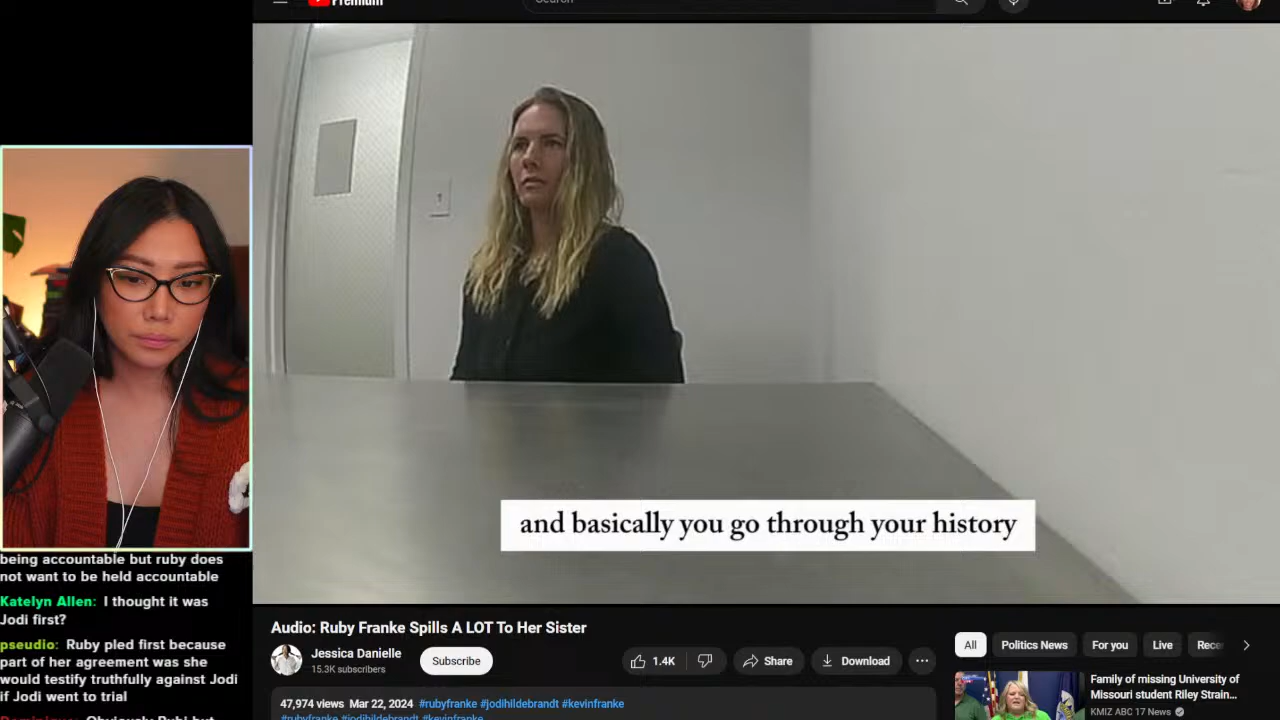 Premium
Search
and basically you go through your history
being accountable but ruby does
not want to be held accountable
Katelyn Allen: I thought it was
Jodi first?
pseudio: Ruby pled first because
part of her agreement was she
would testify truthfully against Jodi
if Jodi went to trial
Audio: Ruby Franke Spills A LOT To Her Sister
Jessica Danielle
15.3K subscribers
Subscribe
1.4K
Share
Download
47,974 views Mar 22, 2024 #rubyfranke #jodihildebrandt #kevinfranke
#rubyfranke #jodihildebrandt #kevinfranke
All
Politics News
For you
Live
Family of missing University of
Missouri student Riley Strain...
KMIZ ABC 17 News